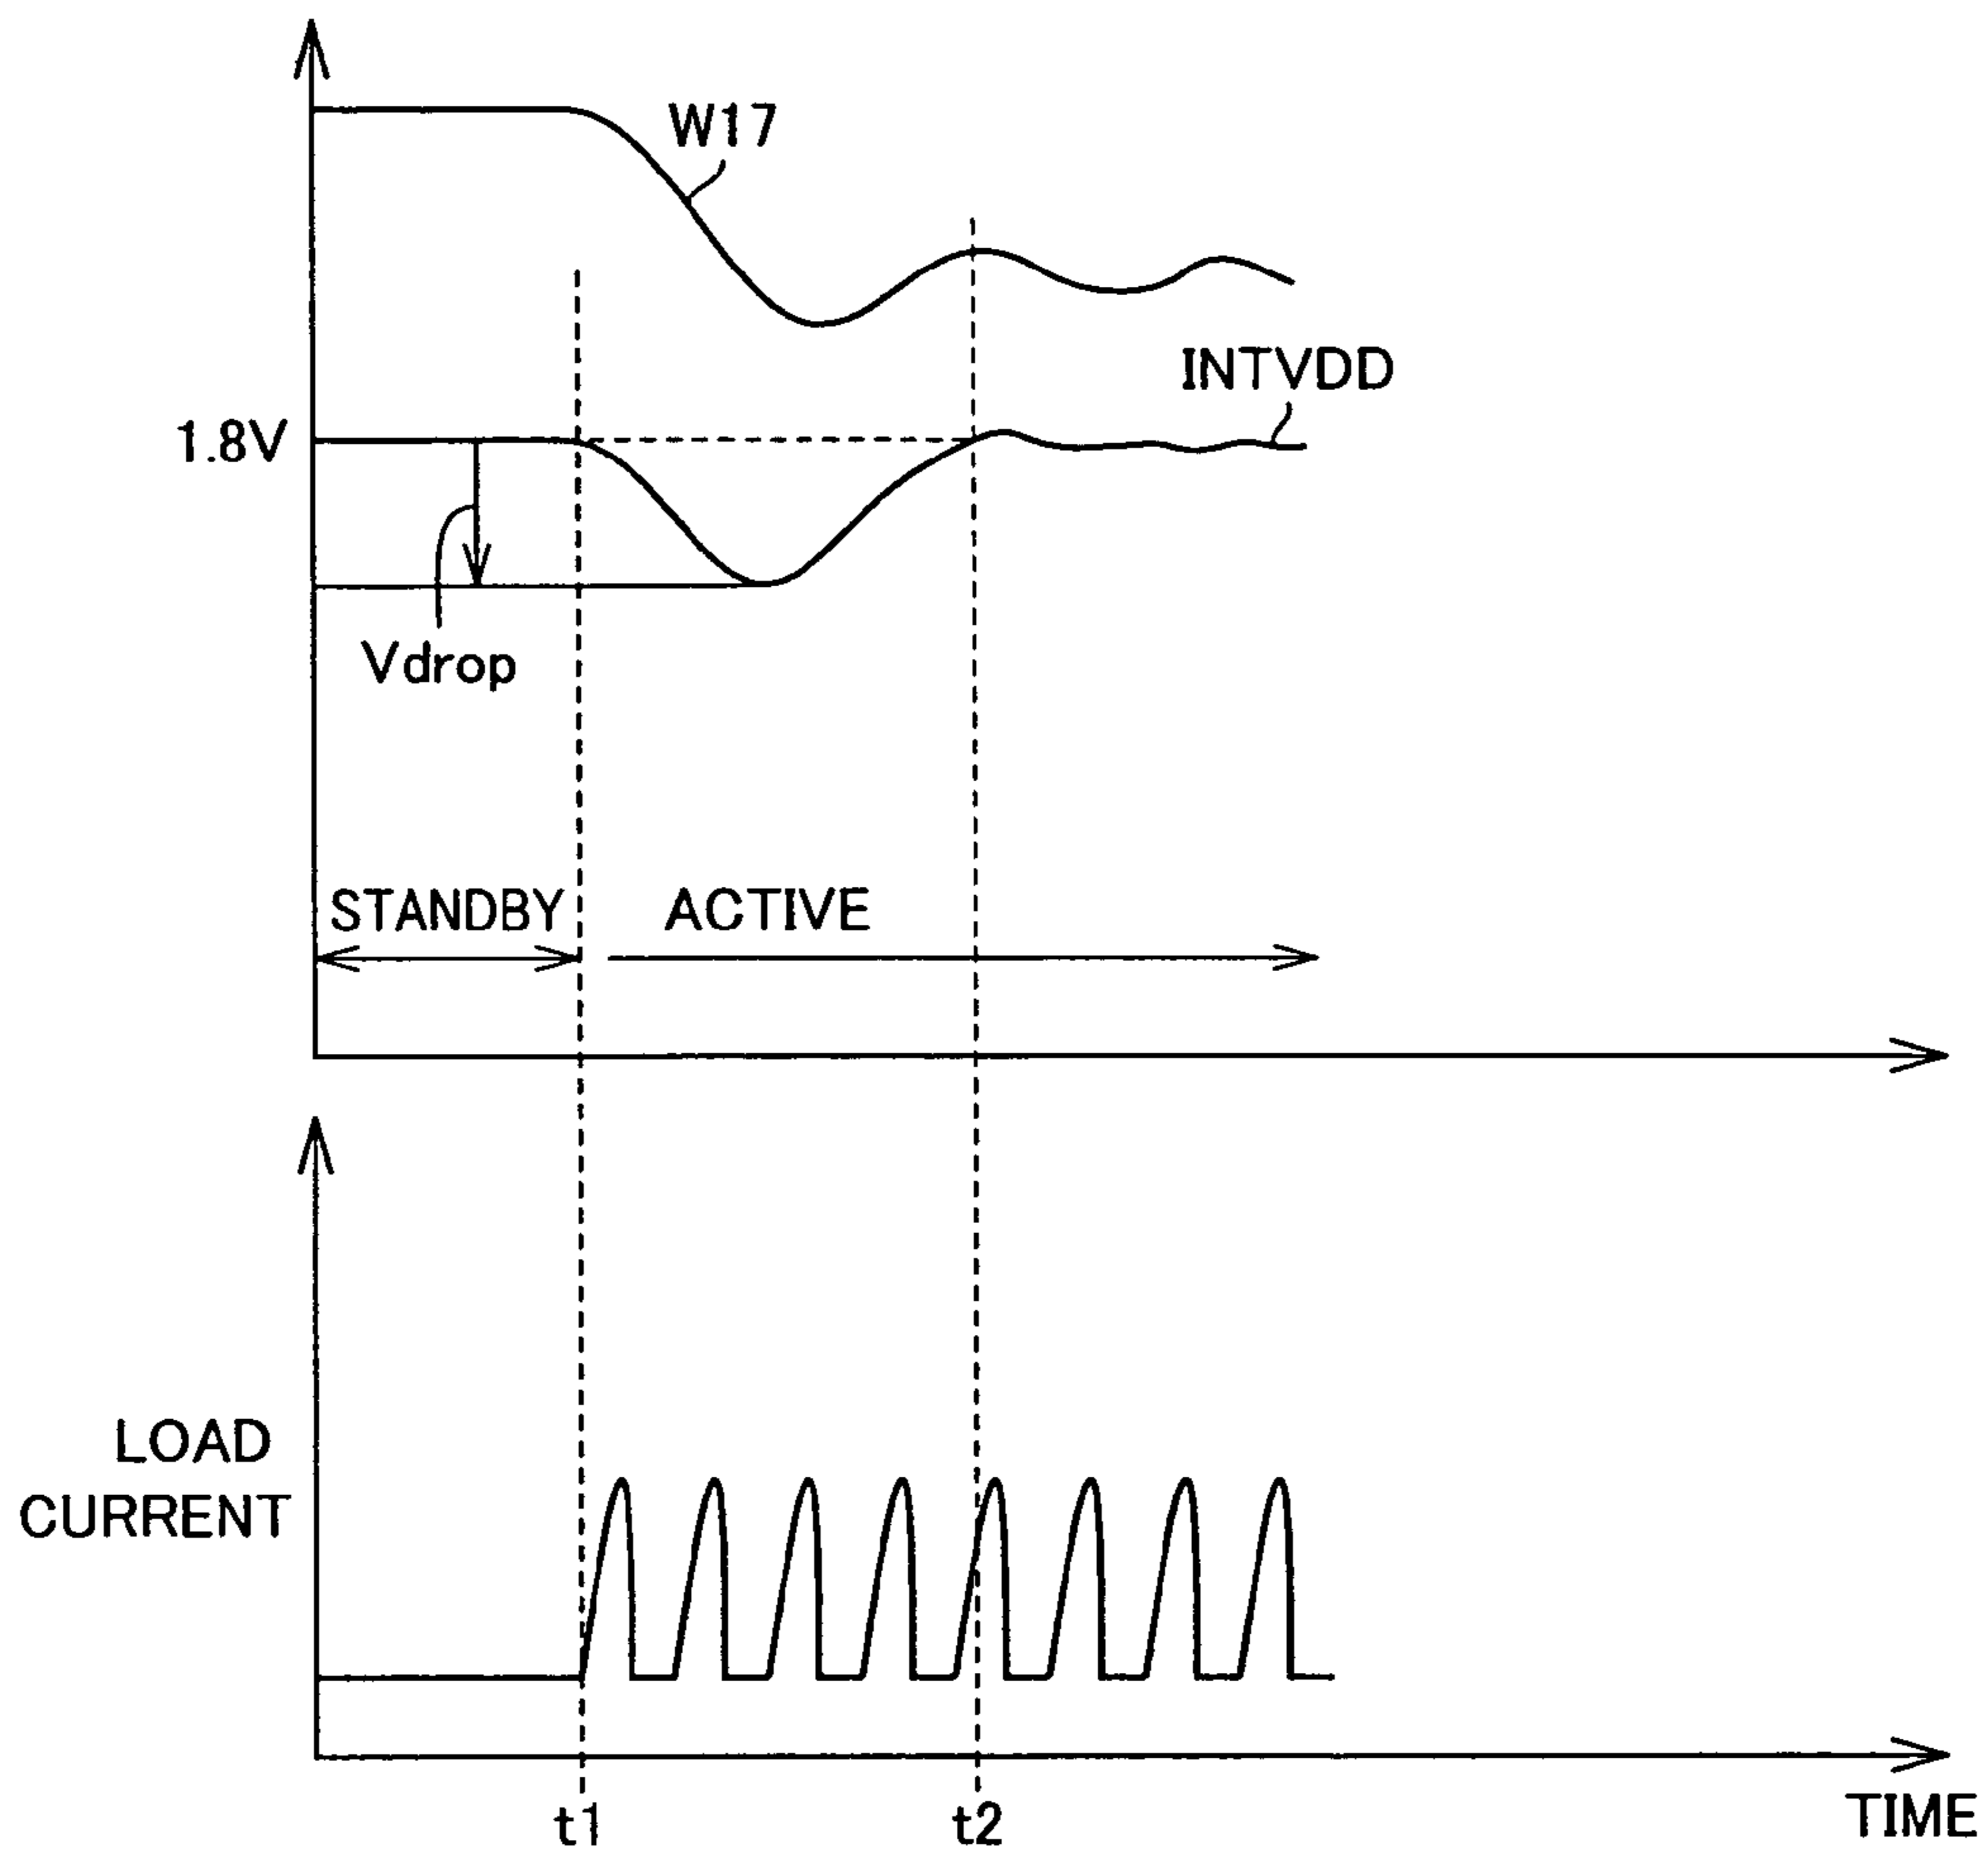 W17
INTVDD
1.8V
Vdrop
STANDBY
ACTIVE
LOAD
CURRENT
t1
t2
TIME